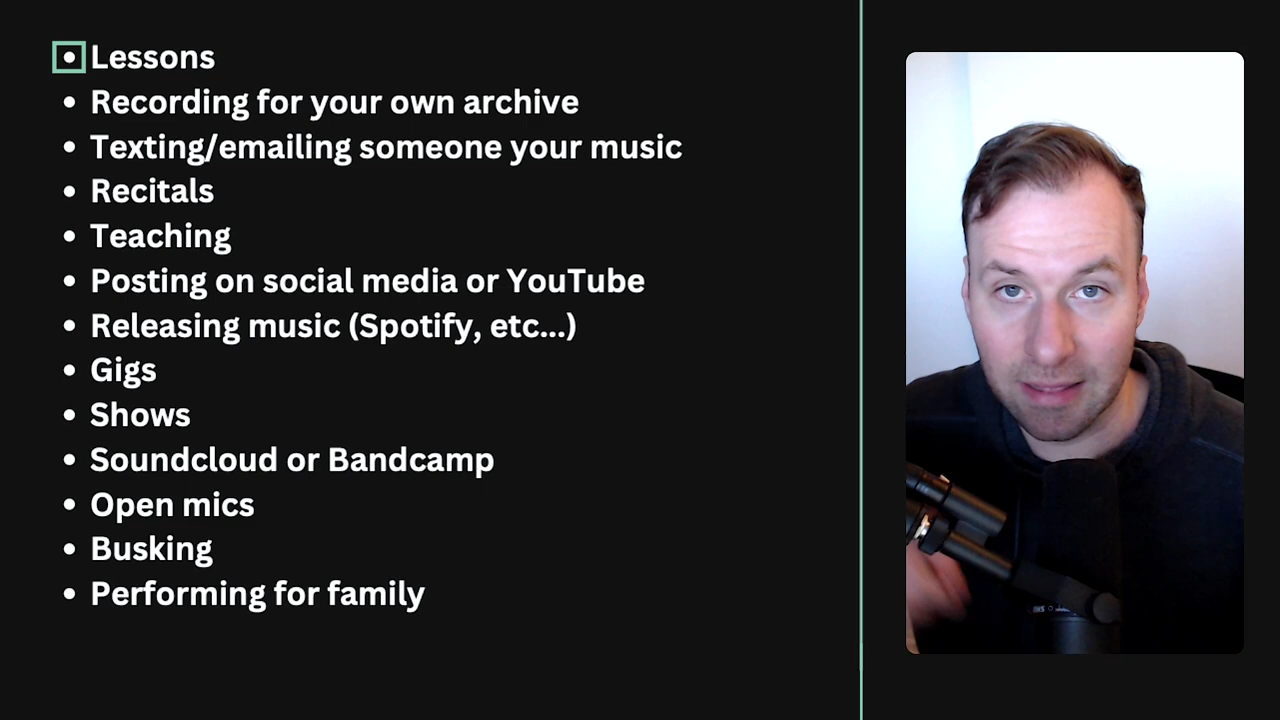 • Lessons
• Recording for your own archive
• Texting/emailing someone your music
• Recitals
• Teaching
• Posting on social media or YouTube
• Releasing music (Spotify, etc...)
• Gigs
• Shows
• Soundcloud or Bandcamp
• Open mics
• Busking
• Performing for family